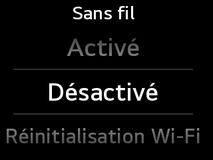 Sans fil
Activé
Désactivé
Réinitialisation Wi-Fi